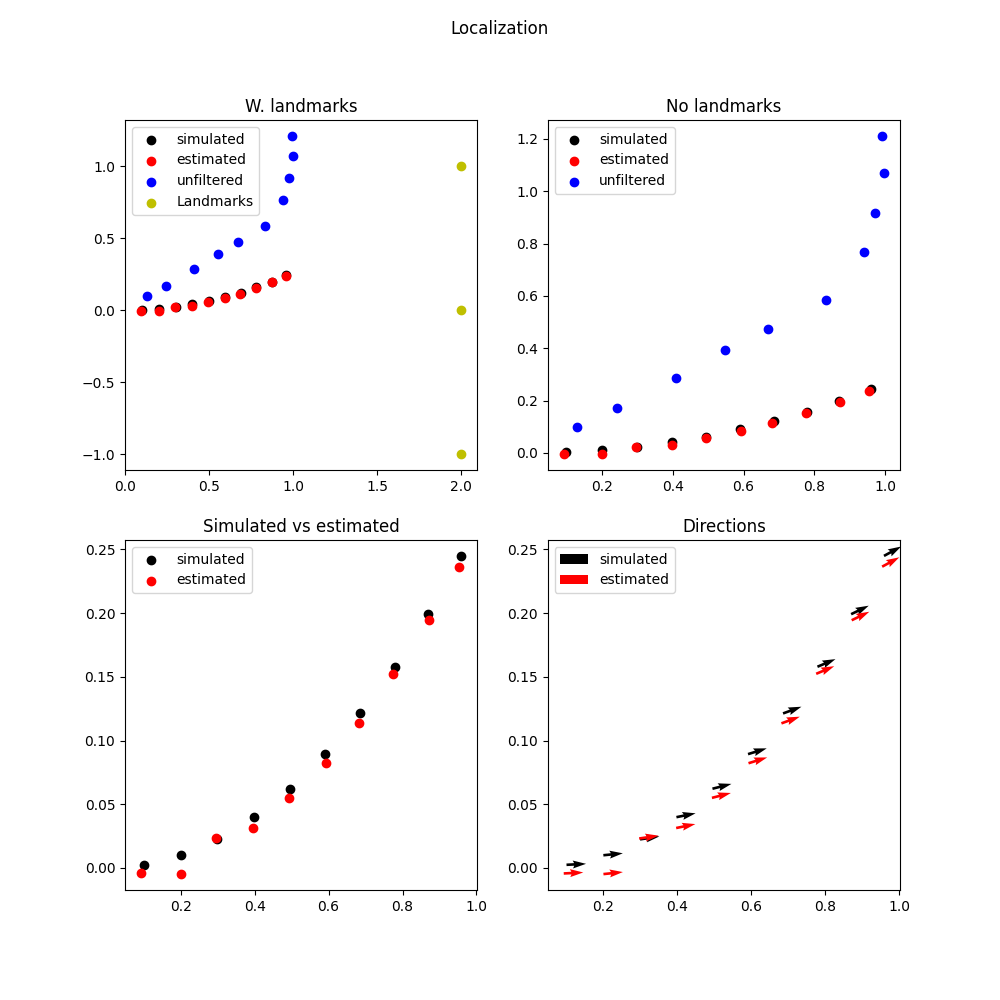 Localization
W. landmarks
simulated
estimated
unfiltered
Landmarks
1.0
0.5
0.0
−0.5
−1.0
0.0 0.5 1.0 1.5 2.0
No landmarks
simulated
estimated
unfiltered
1.2
1.0
0.8
0.6
0.4
0.2
0.0
0.2 0.4 0.6 0.8 1.0
Simulated vs estimated
simulated
estimated
0.25
0.20
0.15
0.10
0.05
0.00
0.2 0.4 0.6 0.8 1.0
Directions
simulated
estimated
0.25
0.20
0.15
0.10
0.05
0.00
0.2 0.4 0.6 0.8 1.0